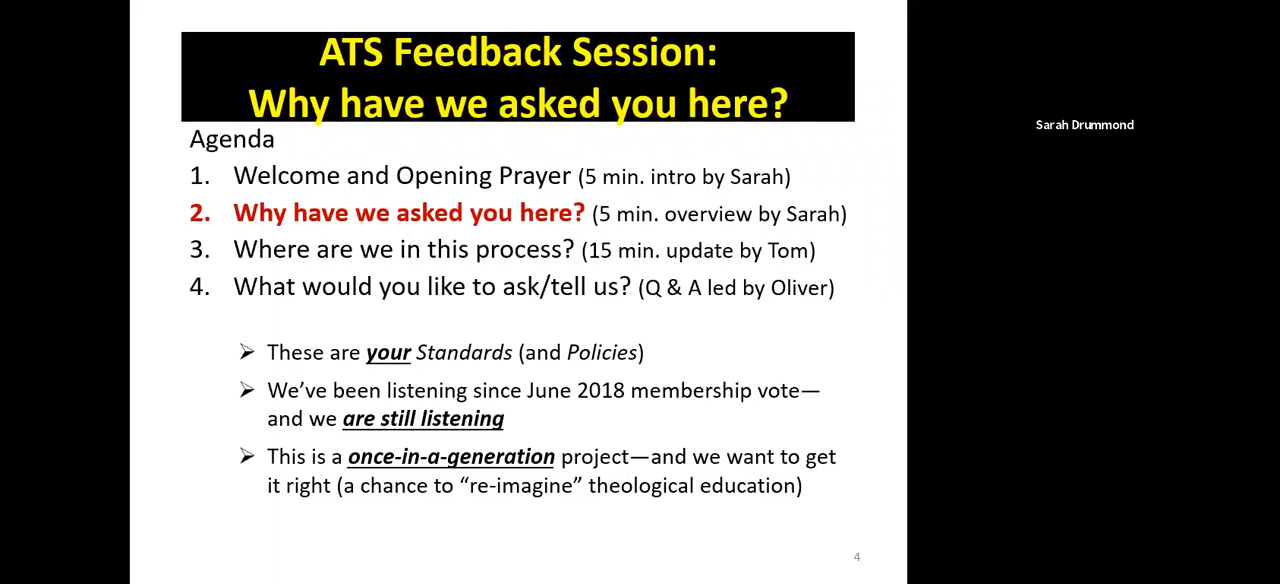 ATS Feedback Session:
Why have we asked you here?
Agenda
1. Welcome and Opening Prayer (5 min. intro by Sarah)
2. Why have we asked you here? (5 min. overview by Sarah)
3. Where are we in this process? (15 min. update by Tom)
4. What would you like to ask/tell us? (Q & A led by Oliver)
➢ These are your Standards (and Policies)
➢ We’ve been listening since June 2018 membership vote—
and we are still listening
➢ This is a once-in-a-generation project—and we want to get
it right (a chance to “re-imagine” theological education)
4
Sarah Drummond